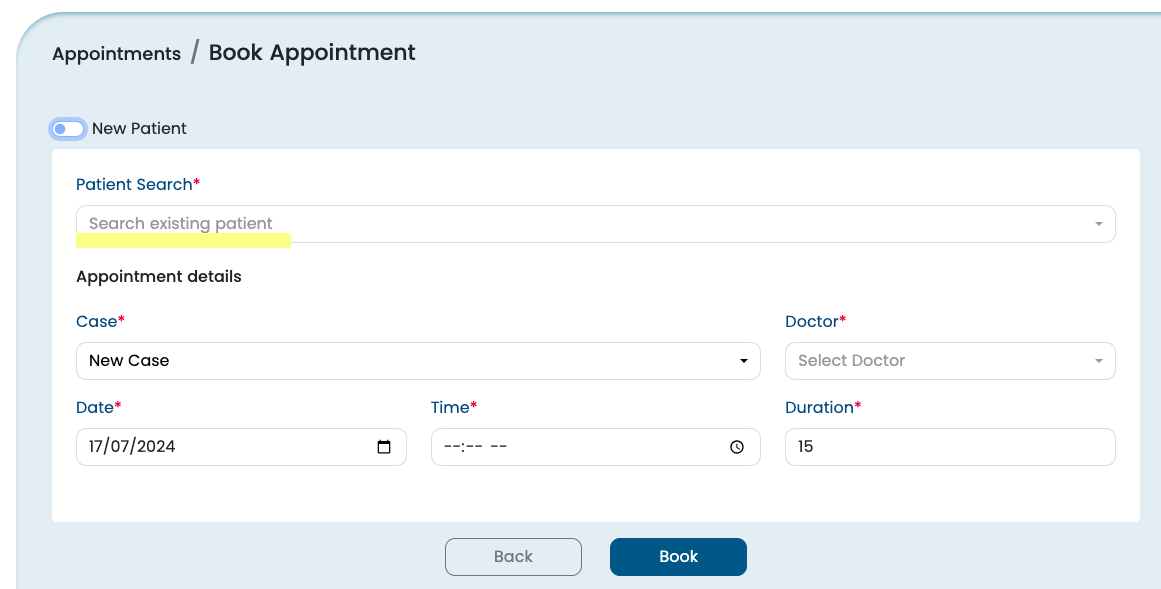 Appointments / Book Appointment
New Patient
Patient Search*
Search existing patient
Appointment details
Case* Doctor*
New Case Select Doctor
Date* Time* Duration*
17/07/2024 --:-- -- 15
Back Book